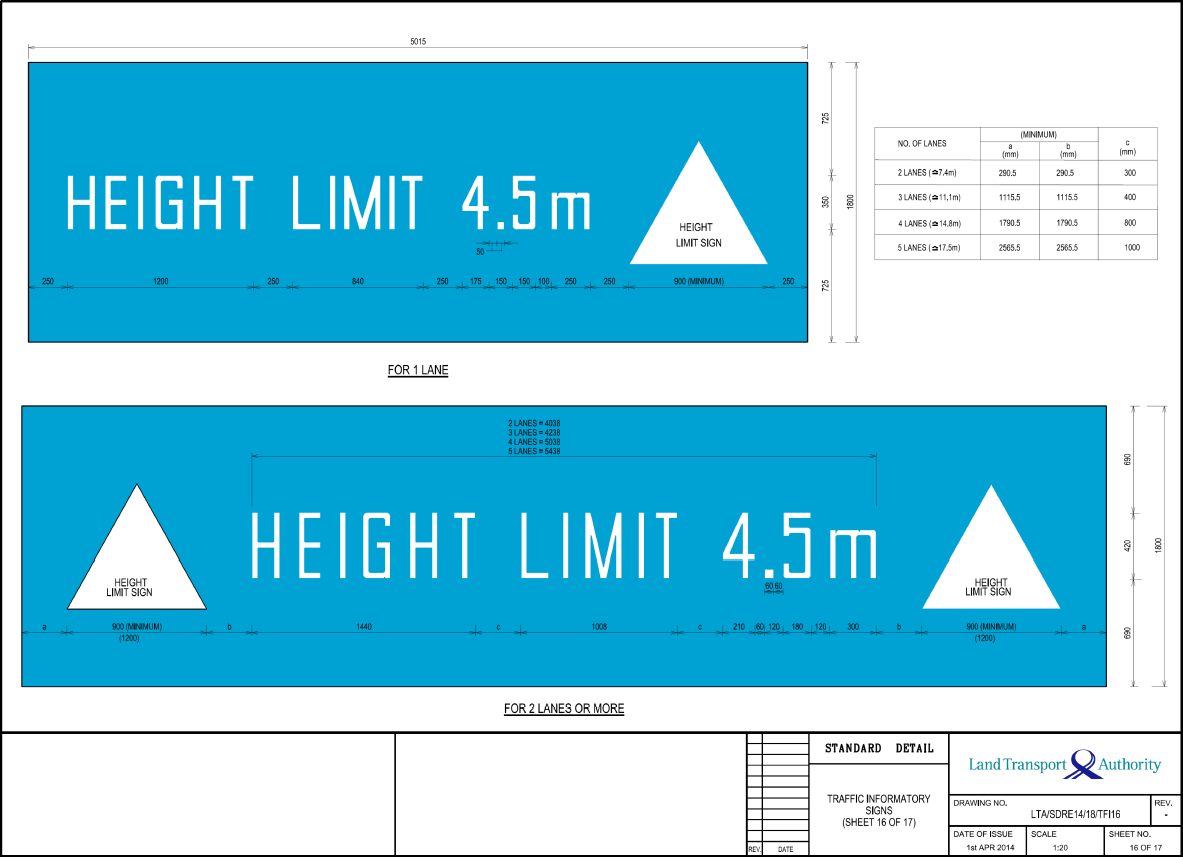 5015
HEIGHT LIMIT 4.5m
HEIGHT
LIMIT SIGN
50
250 1200 250 840 250 175 150 150 100 250 250 900 (MINIMUM) 250
725
350
725
1800
FOR 1 LANE
NO. OF LANES (MINIMUM) c (mm)
a (mm) b (mm)
2 LANES (≃7.4m) 290.5 290.5 300
3 LANES (≃11.1m) 1115.5 1115.5 400
4 LANES (≃14.8m) 1790.5 1790.5 800
5 LANES (≃17.5m) 2565.5 2565.5 1000
2 LANES = 4038
3 LANES = 4238
4 LANES = 5038
5 LANES = 5438
HEIGHT LIMIT 4.5m
HEIGHT
LIMIT SIGN
HEIGHT
LIMIT SIGN
60 60
a 900 (MINIMUM) b 1440 c 1008 c 210 60 120 180 120 300 b 900 (MINIMUM) a
(1200) (1200)
690
420
690
1800
FOR 2 LANES OR MORE
REV. DATE
STANDARD DETAIL
TRAFFIC INFORMATORY
SIGNS
(SHEET 16 OF 17)
Land Transport Authority
DRAWING NO.
LTA/SDRE14/18/TFI16
REV.
-
DATE OF ISSUE
1st APR 2014
SCALE
1:20
SHEET NO.
16 OF 17